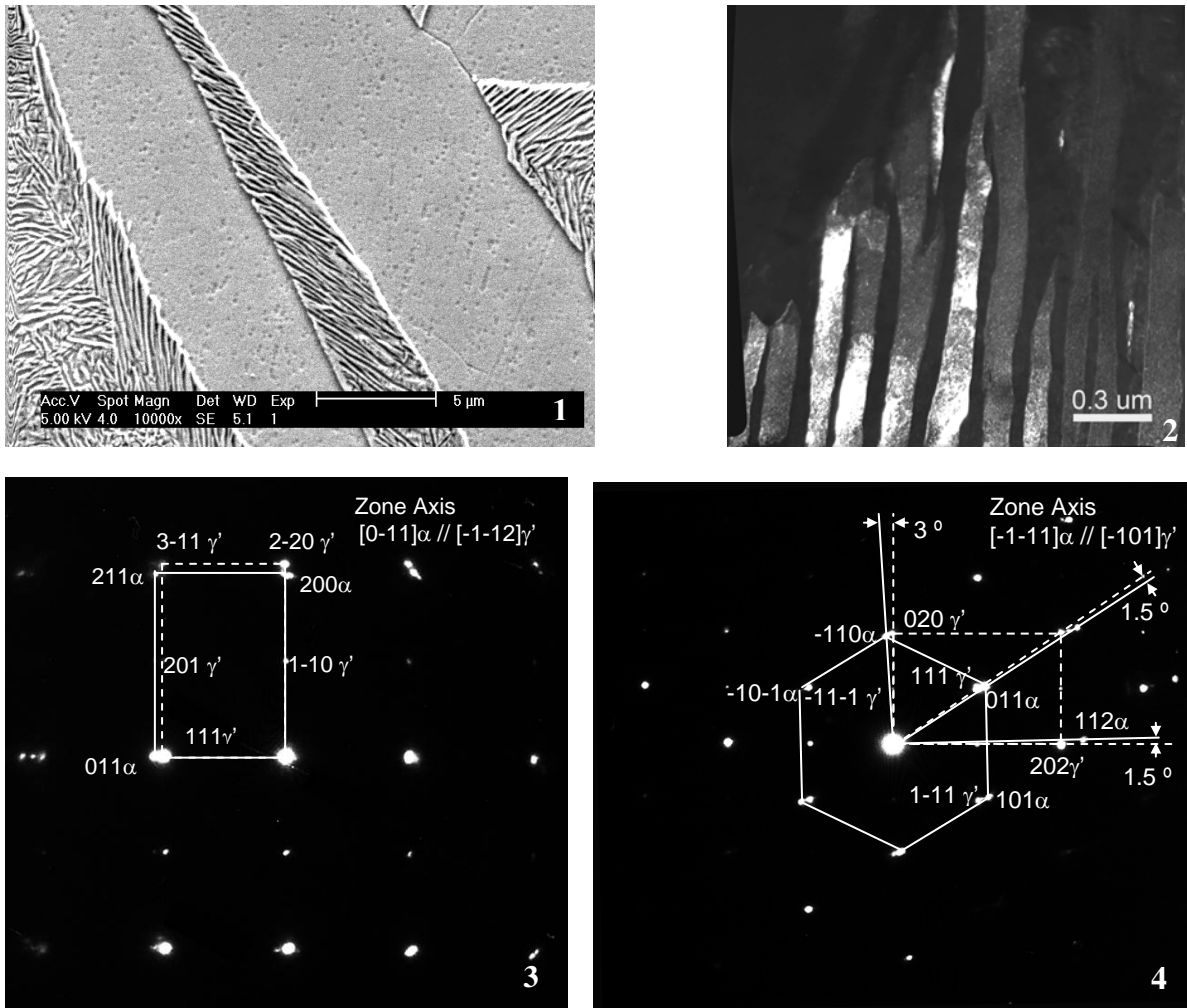 Acc.V Spot Magn Det WD Exp
5.00 kV 4.0 10000x SE 5.1 1
5 µm
1
0.3 um
2
Zone Axis
[0-11]α // [-1-12]γ’
3-11 γ’ 2-20 γ’
211α 200α
201 γ’ 1-10 γ’
111γ’
011α
3
Zone Axis
[-1-11]α // [-101]γ’
3 º
1.5 º
-110α 020 γ’
-10-1α -11-1 γ’ 111 γ’ 011α
112α
202γ’ 1.5 º
1-11 γ’ 101α
4